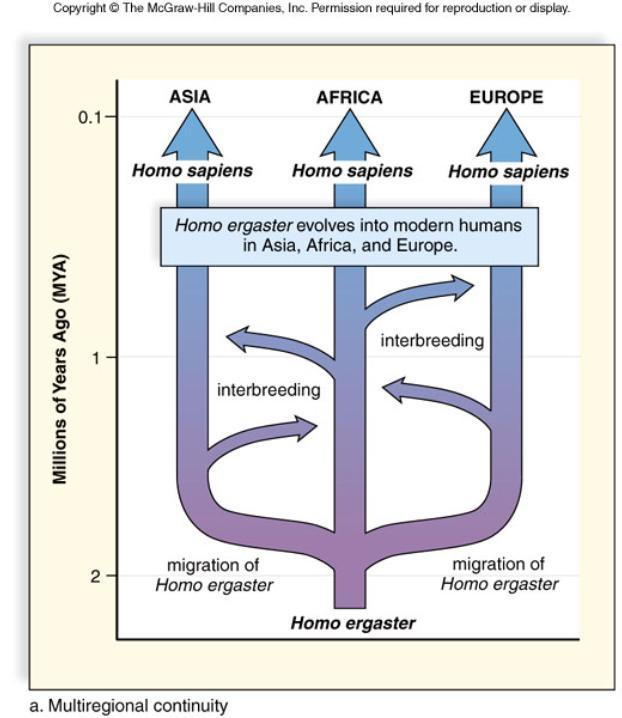 Copyright © The McGraw-Hill Companies, Inc. Permission required for reproduction or display.
ASIA
AFRICA
EUROPE
0.1
Homo sapiens
Homo sapiens
Homo sapiens
Homo ergaster evolves into modern humans
in Asia, Africa, and Europe.
Millions of Years Ago (MYA)
interbreeding
1
interbreeding
migration of
Homo ergaster
migration of
Homo ergaster
2
Homo ergaster
a. Multiregional continuity